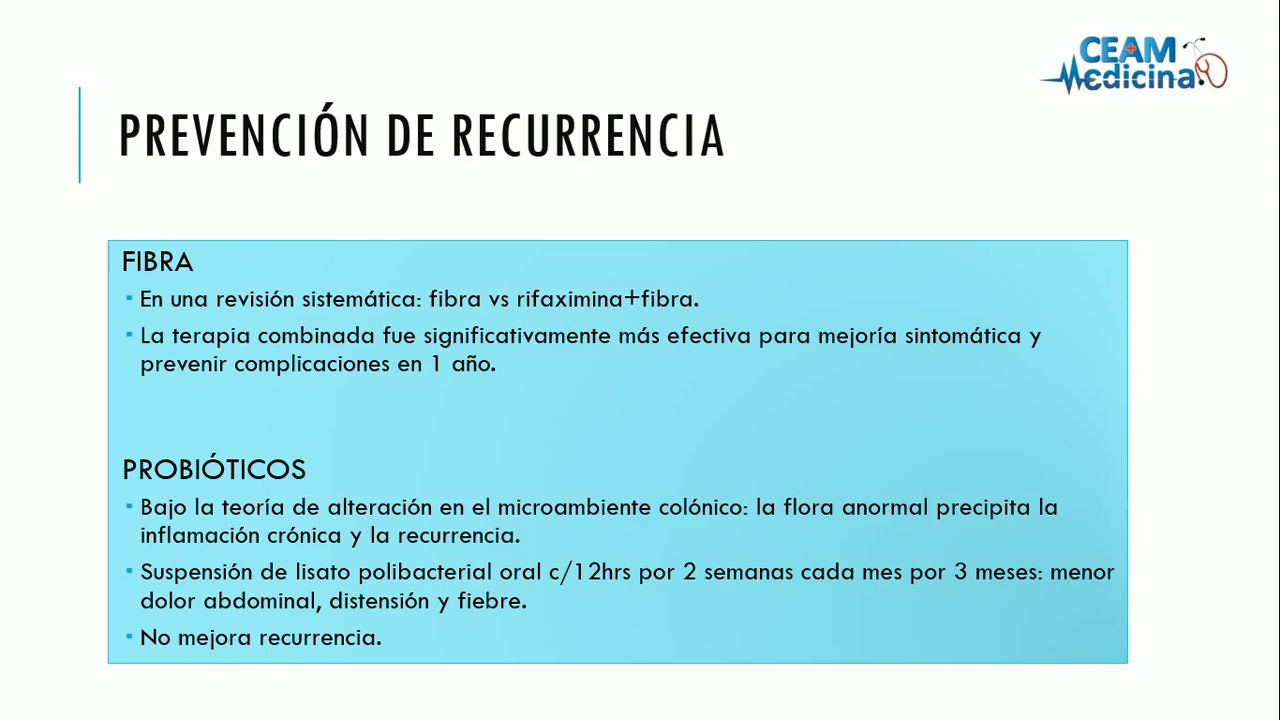 CEAM
Medicina
PREVENCIÓN DE RECURRENCIA
FIBRA
▪ En una revisión sistemática: fibra vs rifaximina+fibra.
▪ La terapia combinada fue significativamente más efectiva para mejoría sintomática y
prevenir complicaciones en 1 año.
PROBIÓTICOS
▪ Bajo la teoría de alteración en el microambiente colónico: la flora anormal precipita la
inflamación crónica y la recurrencia.
▪ Suspensión de lisato polibacterial oral c/12hrs por 2 semanas cada mes por 3 meses: menor
dolor abdominal, distensión y fiebre.
▪ No mejora recurrencia.